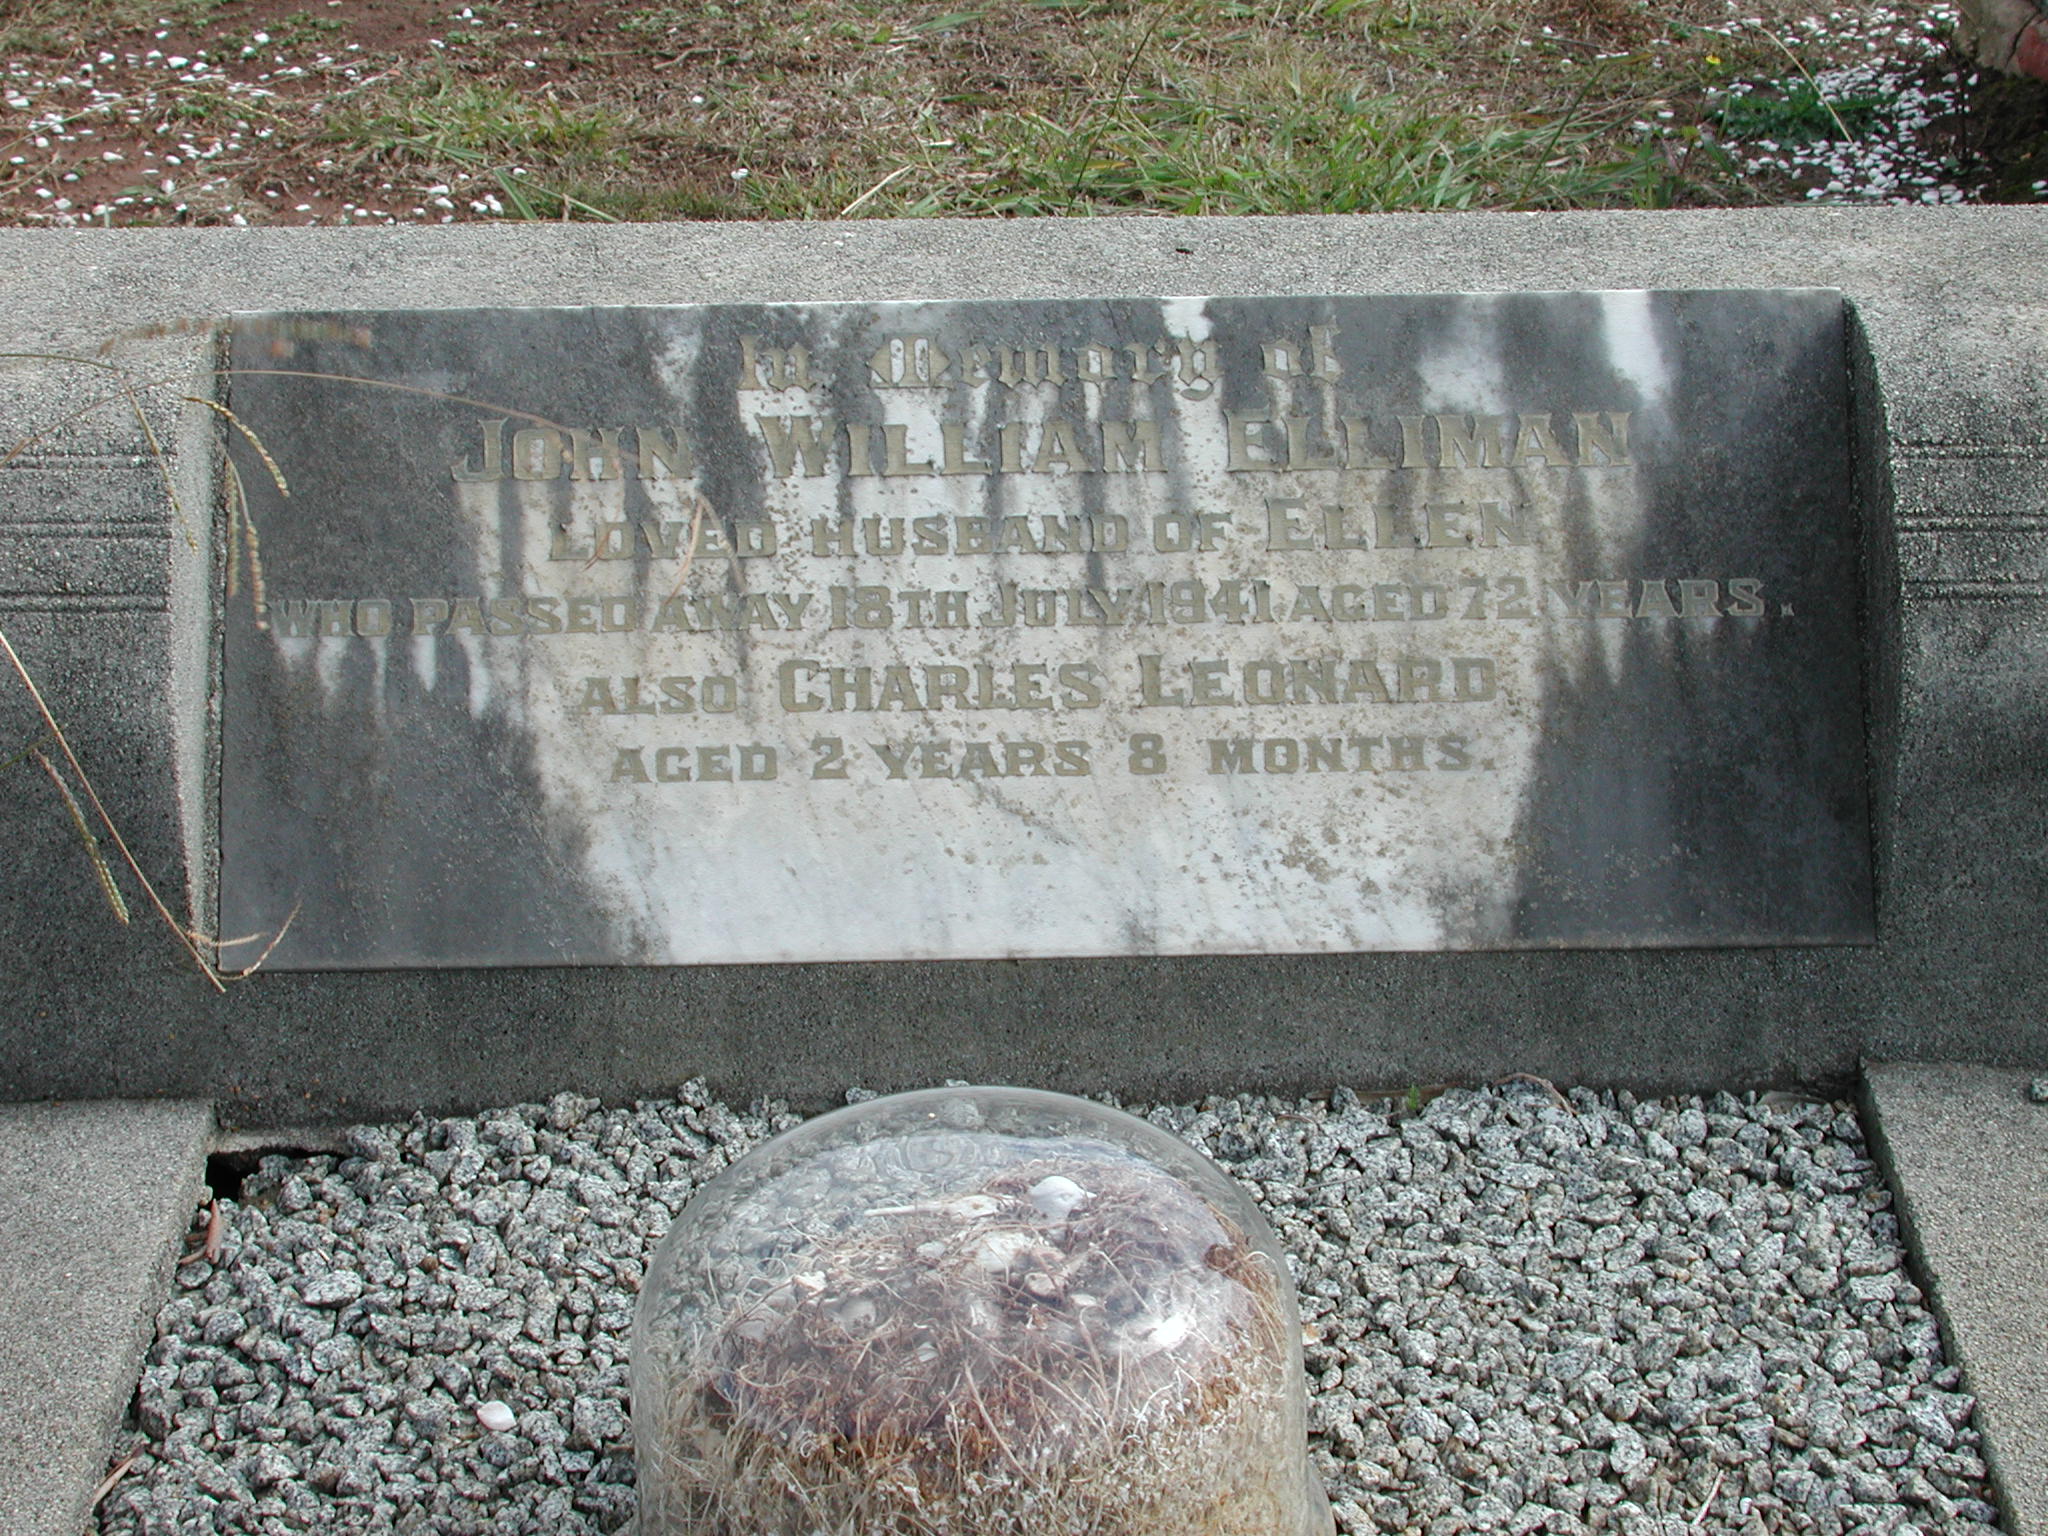 In Memory of
JOHN WILLIAM ELLIMAN
LOVED HUSBAND OF ELLEN
WHO PASSED AWAY 18TH JULY 1941 AGED 72 YEARS.
ALSO CHARLES LEONARD
AGED 2 YEARS 8 MONTHS.